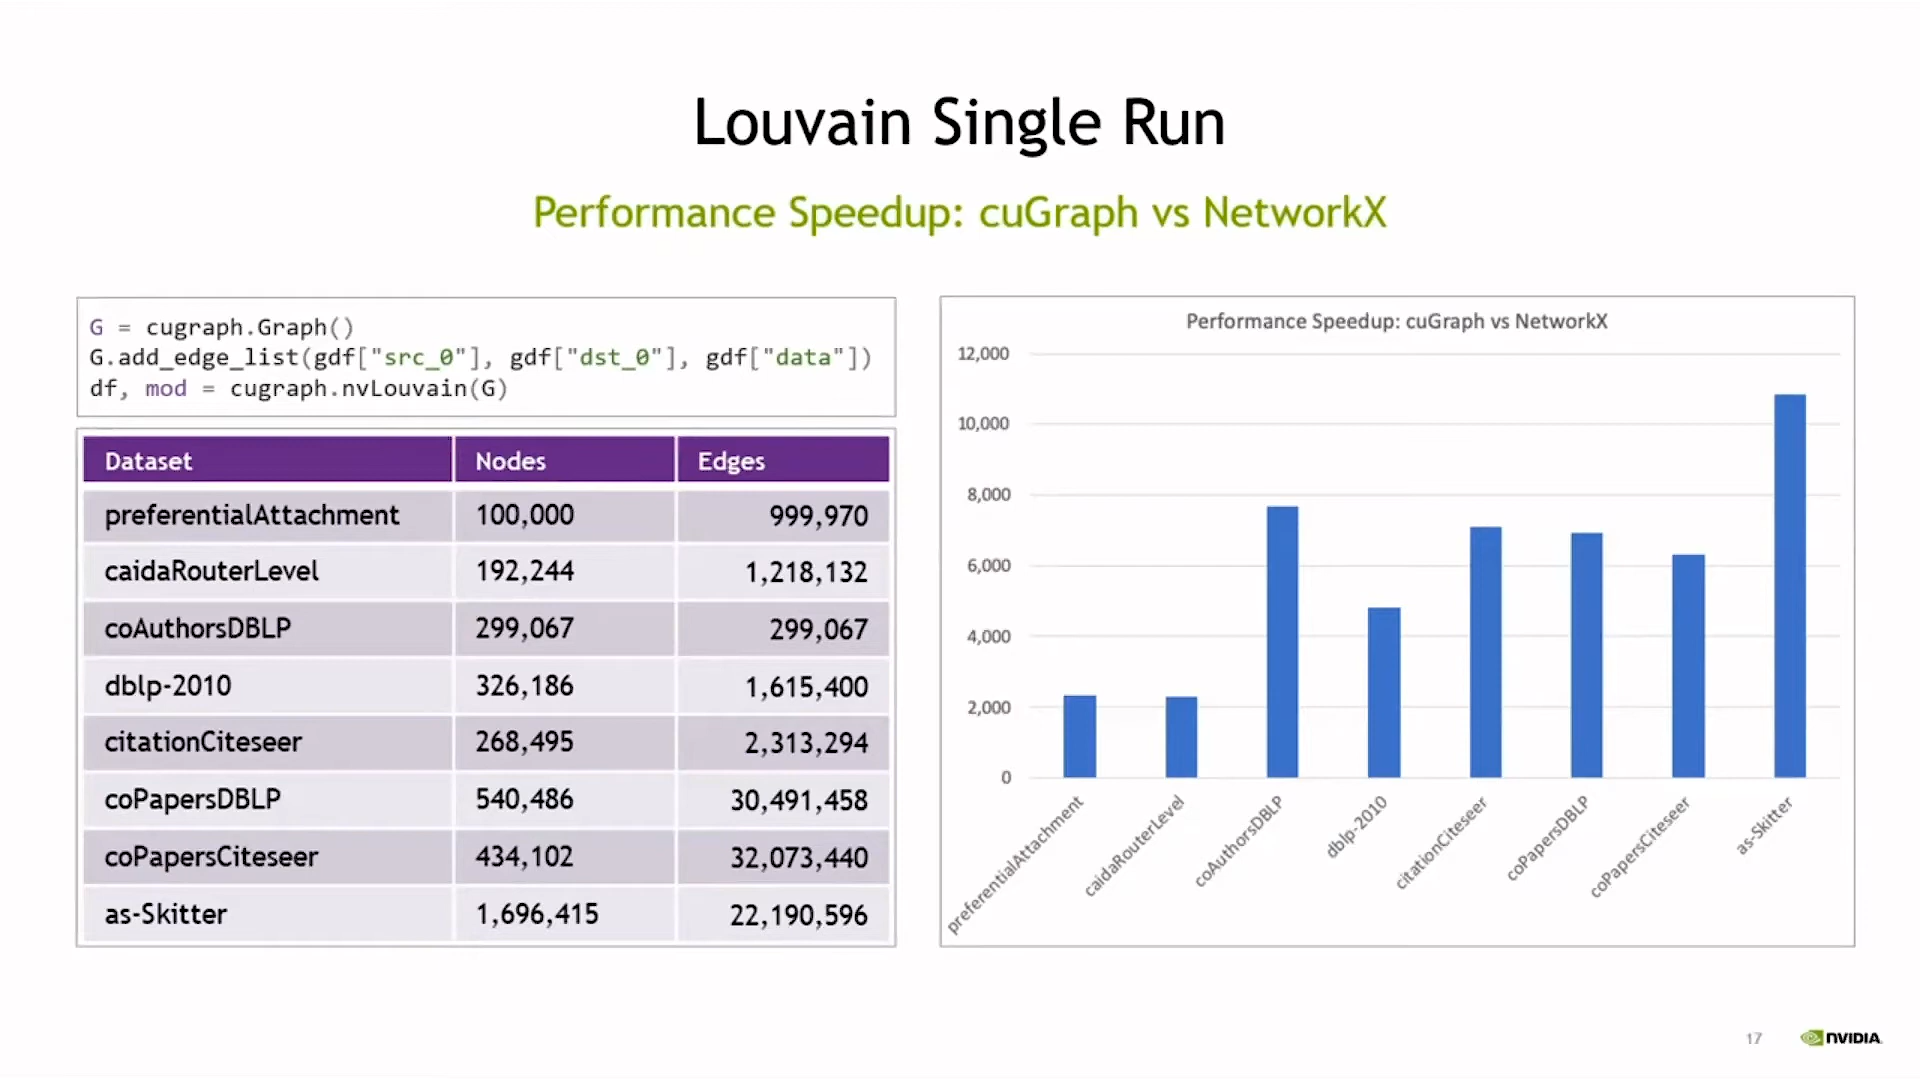 Louvain Single Run
Performance Speedup: cuGraph vs NetworkX
G = cugraph.Graph()
G.add_edge_list(gdf["src_0"], gdf["dst_0"], gdf["data"])
df, mod = cugraph.nvLouvain(G)
Dataset Nodes Edges
preferentialAttachment 100,000 999,970
caidaRouterLevel 192,244 1,218,132
coAuthorsDBLP 299,067 299,067
dblp-2010 326,186 1,615,400
citationCiteseer 268,495 2,313,294
coPapersDBLP 540,486 30,491,458
coPapersCiteseer 434,102 32,073,440
as-Skitter 1,696,415 22,190,596
Performance Speedup: cuGraph vs NetworkX
12,000
10,000
8,000
6,000
4,000
2,000
0
preferentialAttachment
caidaRouterLevel
coAuthorsDBLP
dblp-2010
citationCiteseer
coPapersDBLP
coPapersCiteseer
as-Skitter
17
NVIDIA